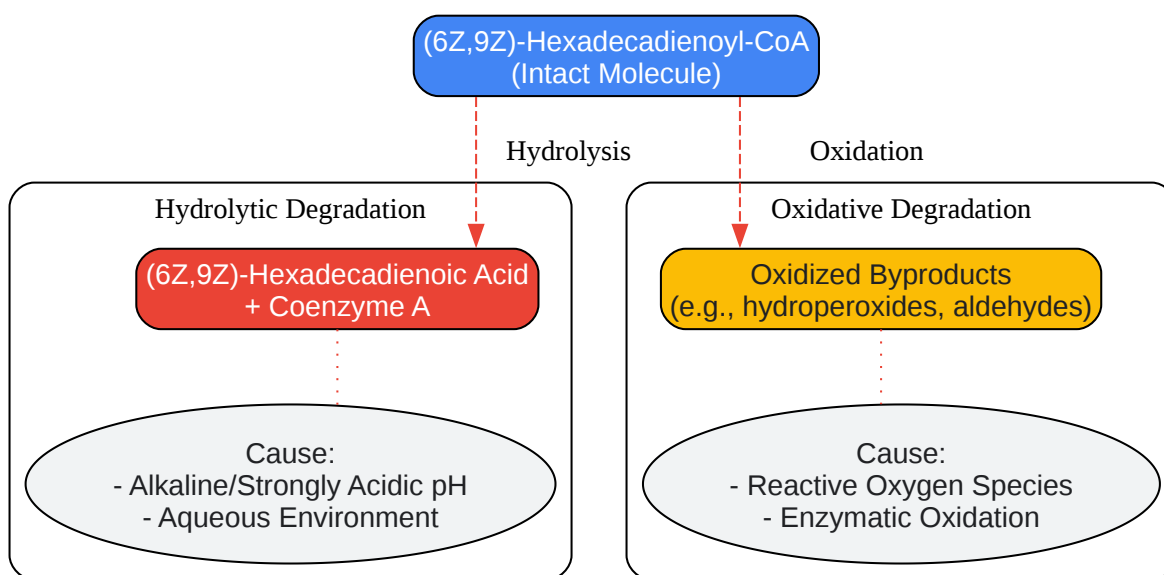 (6Z,9Z)-Hexadecadienoyl-CoA
(Intact Molecule)
Hydrolysis
Oxidation
Hydrolytic Degradation
(6Z,9Z)-Hexadecadienoic Acid
+ Coenzyme A
Cause:
- Alkaline/Strongly Acidic pH
- Aqueous Environment
Oxidative Degradation
Oxidized Byproducts
(e.g., hydroperoxides, aldehydes)
Cause:
- Reactive Oxygen Species
- Enzymatic Oxidation